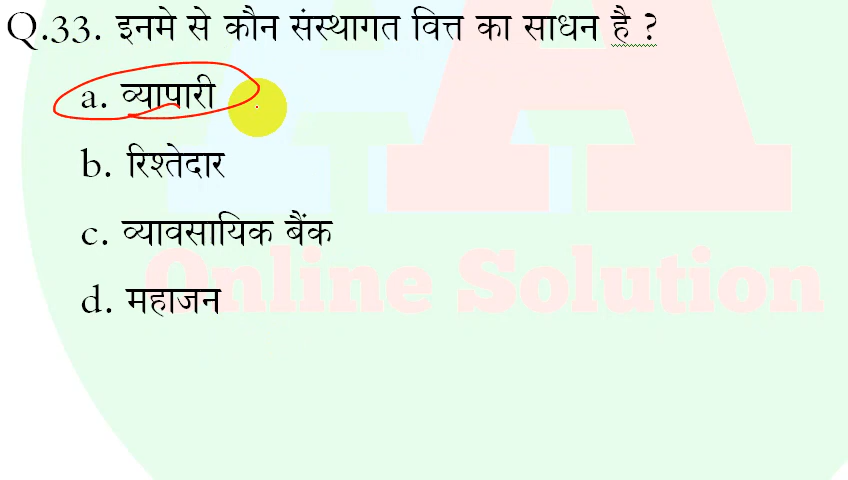 Q.33. इनमे से कौन संस्थागत वित्त का साधन है ?
a. व्यापारी
b. रिश्तेदार
c. व्यावसायिक बैंक
Online Solution
d. महाजन